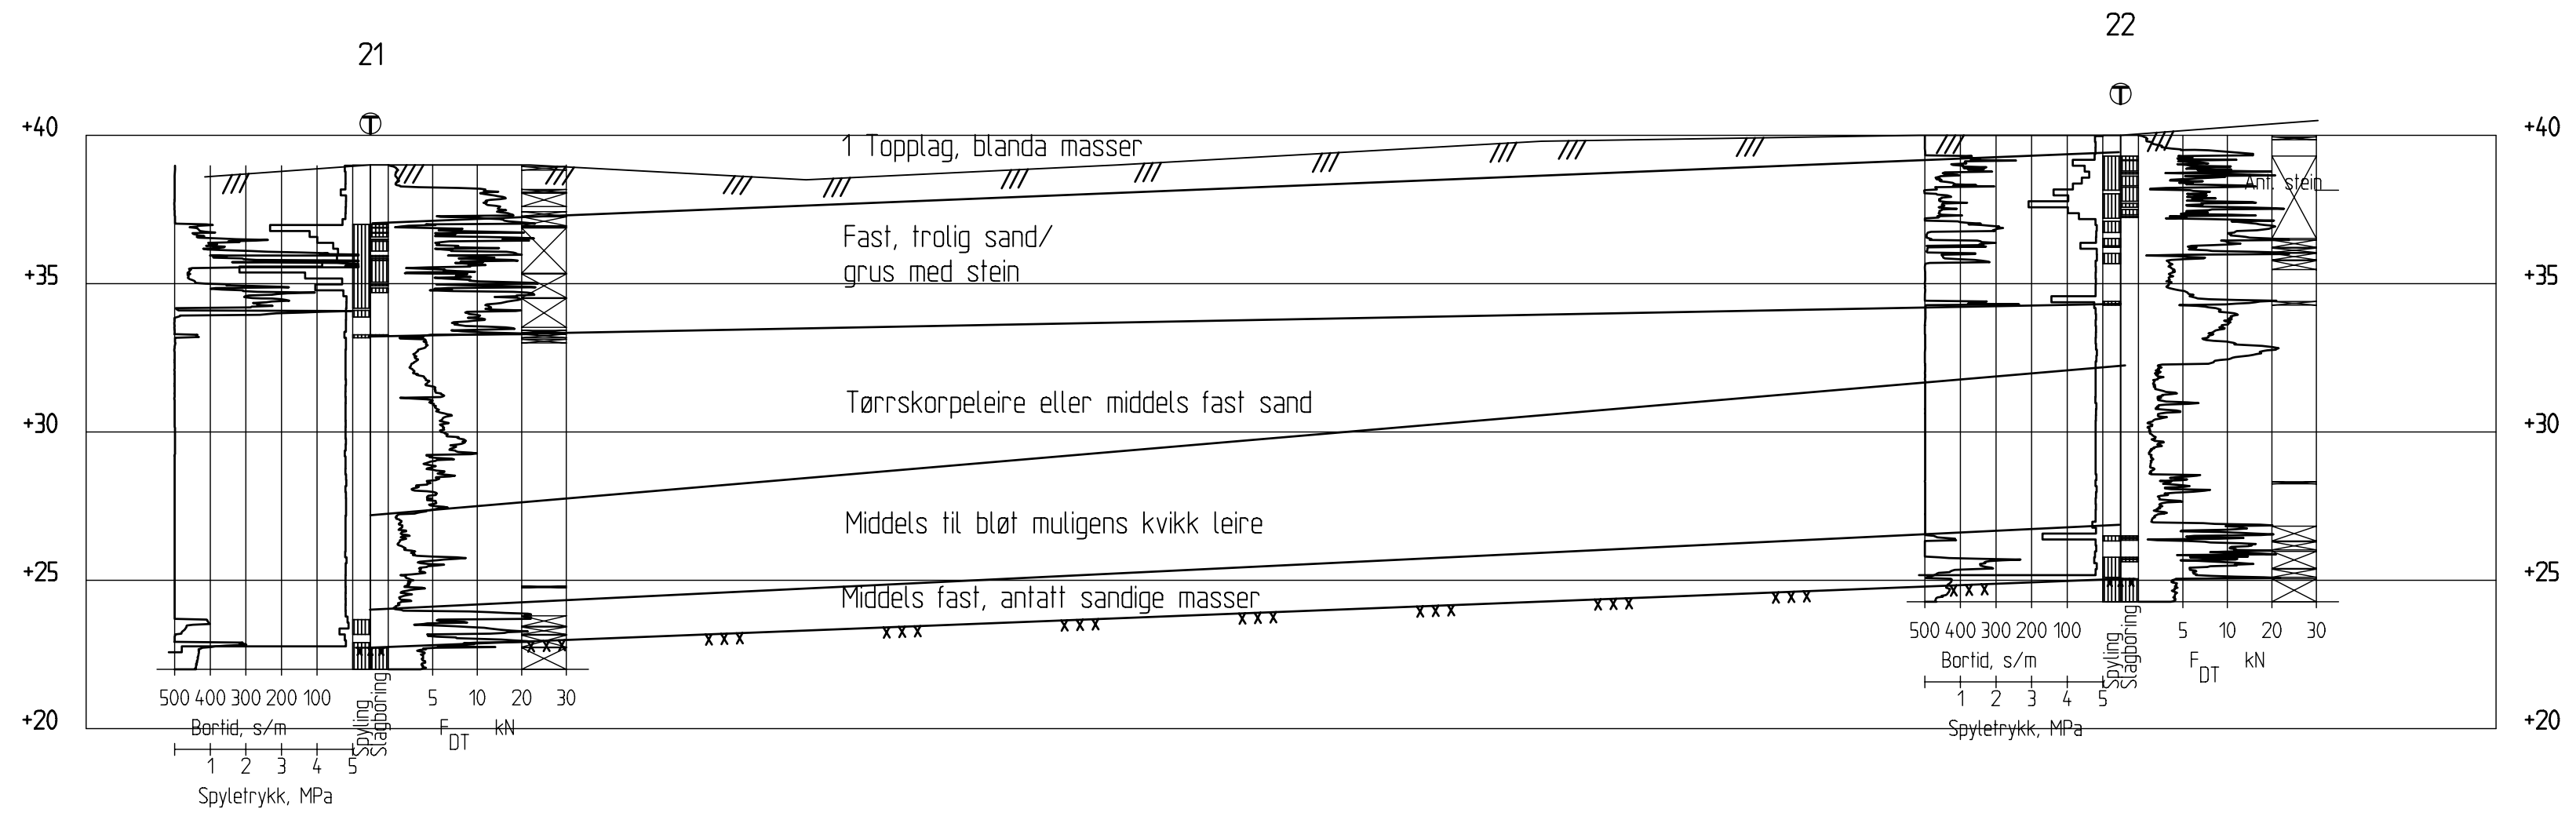 21
22
T
T
+40
+40
1 Topplag, blanda masser
Ant. stein
Fast, trolig sand/
grus med stein
+35
+35
Tørrskorpeleire eller middels fast sand
+30
+30
Middels til bløt muligens kvikk leire
+25
+25
Middels fast, antatt sandige masser
500 400 300 200 100
Spyling
Slagboring
5 10 20 30
Bortid, s/m
F DT kN
1 2 3 4 5
Spyletrykk, MPa
500 400 300 200 100
Spyling
Slagboring
5 10 20 30
Bortid, s/m
F DT kN
1 2 3 4 5
Spyletrykk, MPa
+20
+20